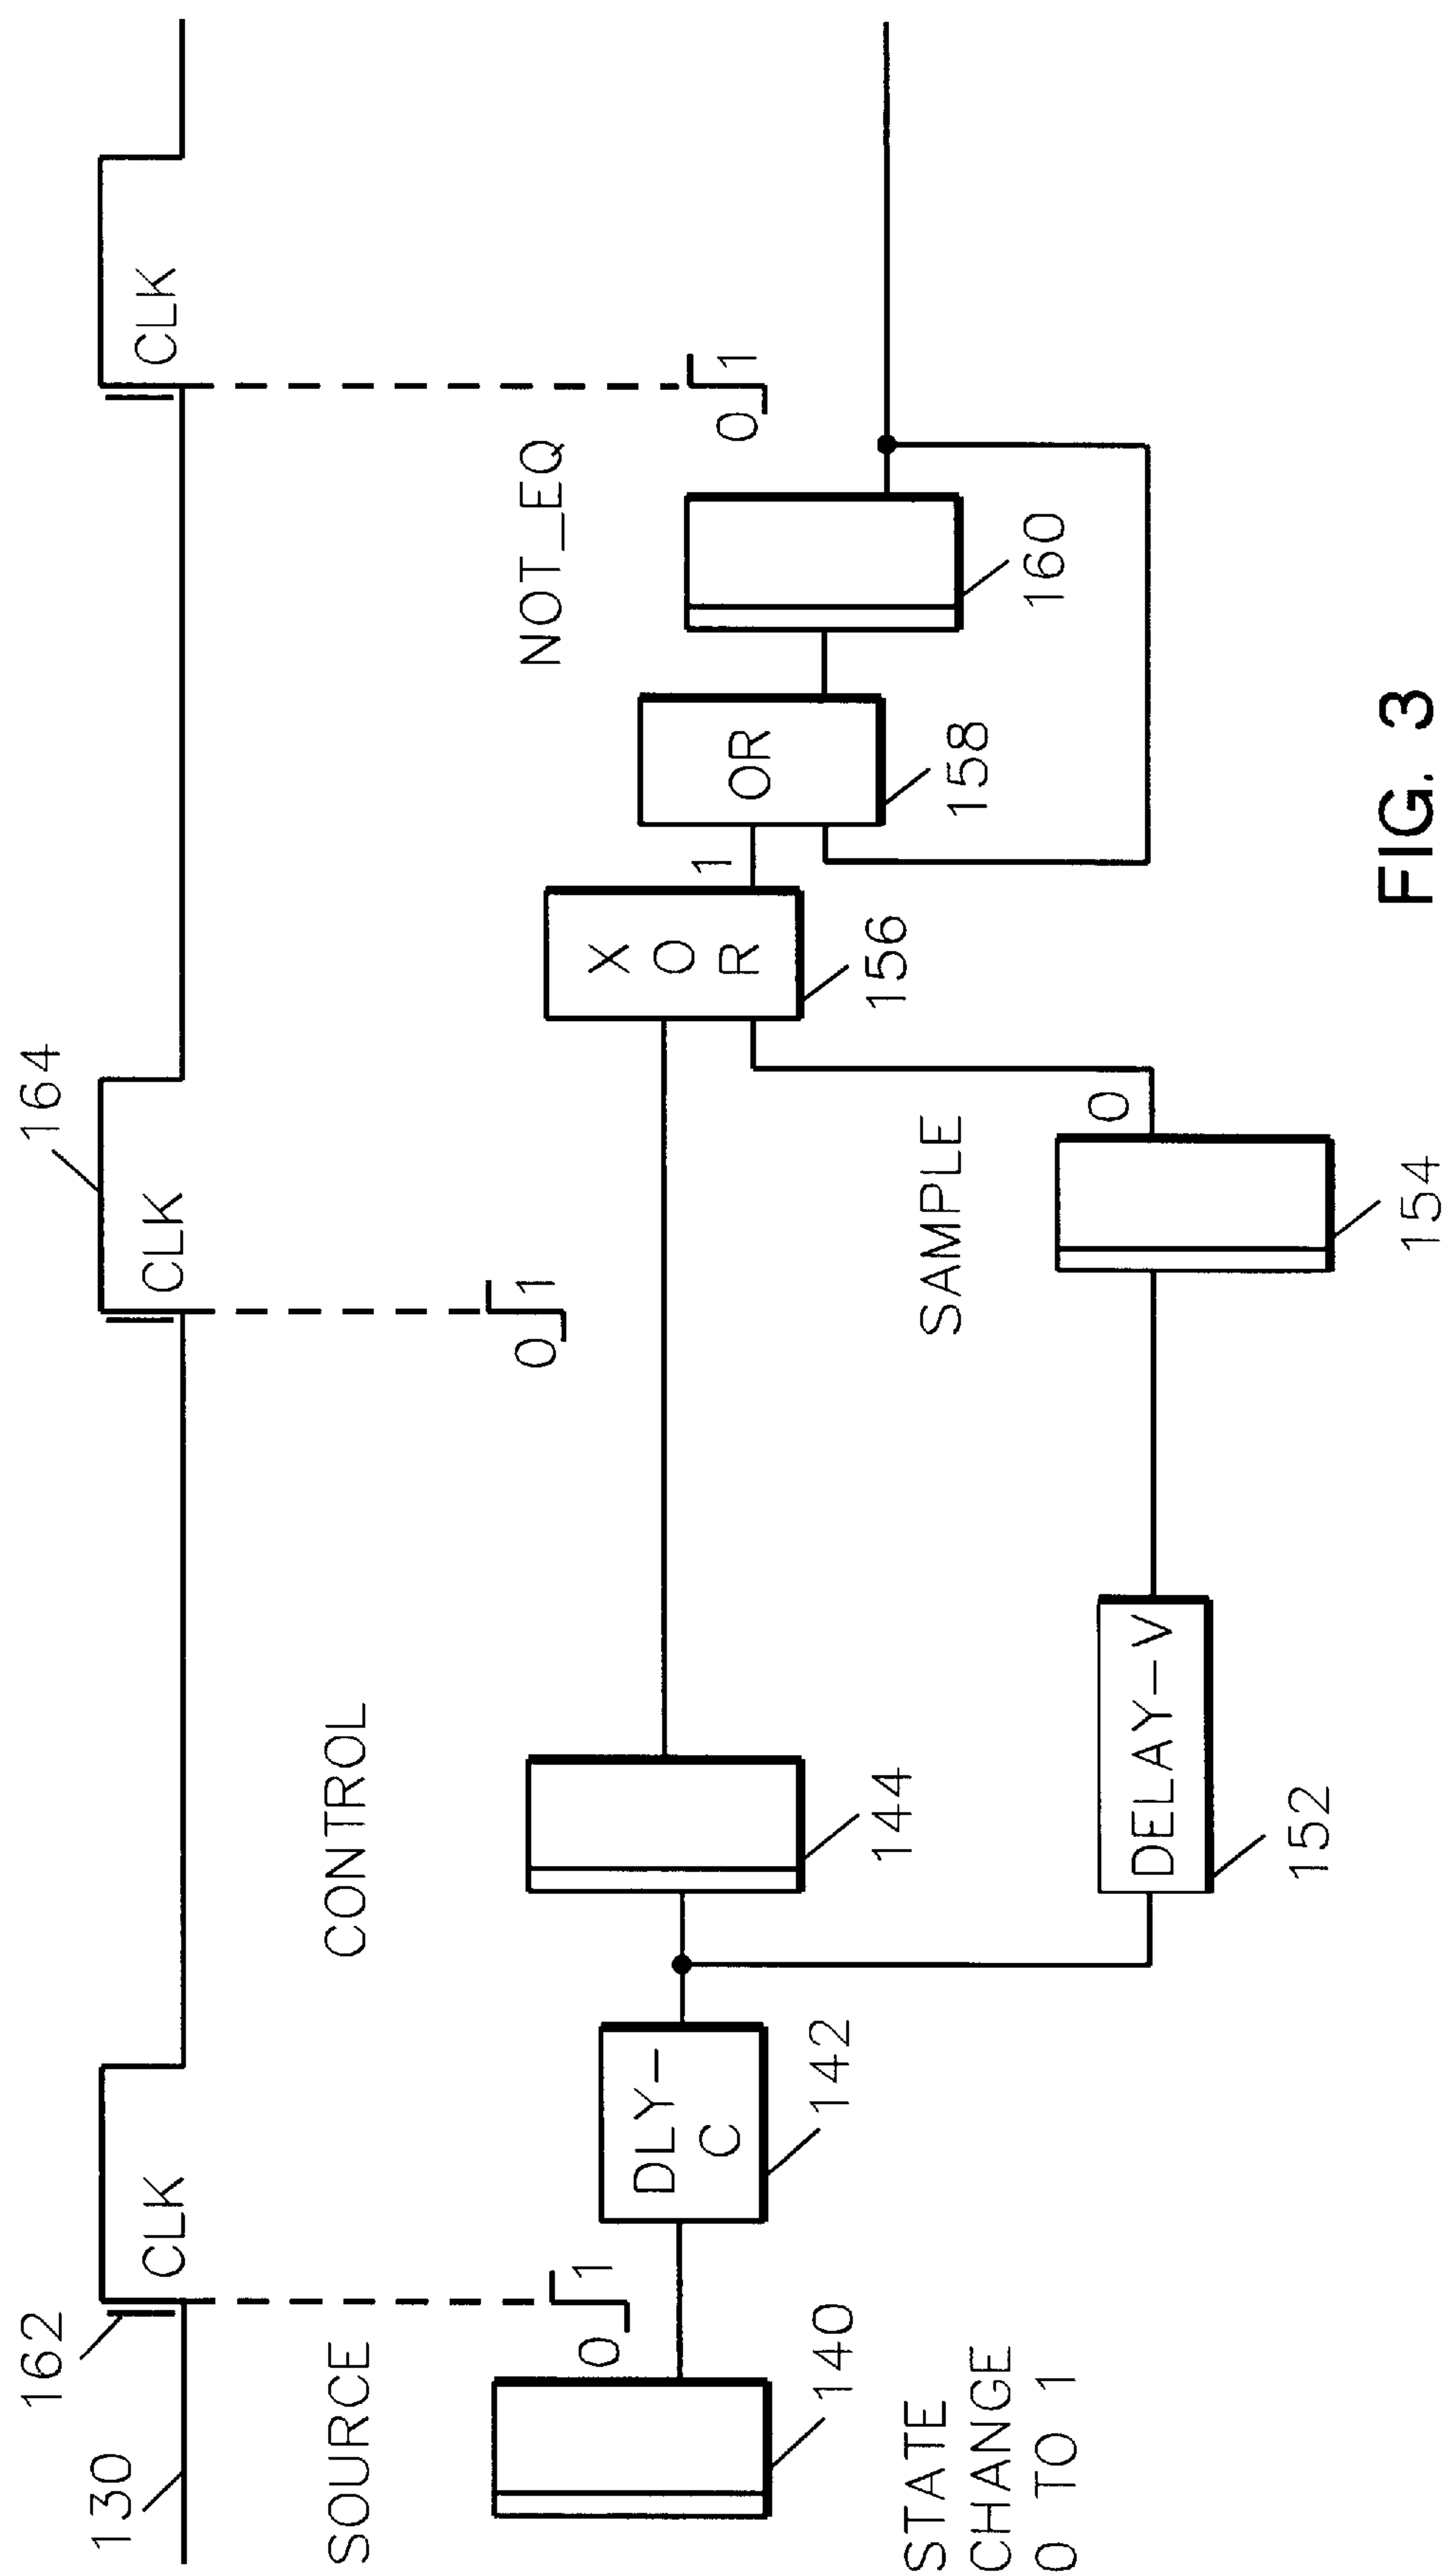 164
162
130
CLK
CLK
CLK
SOURCE
CONTROL
NOT_EQ
0
1
0
1
0
1
140
DLY-
C
142
144
X
O
R
156
1
OR
158
160
STATE
CHANGE
0 TO 1
SAMPLE
DELAY-V
152
154
0
FIG. 3